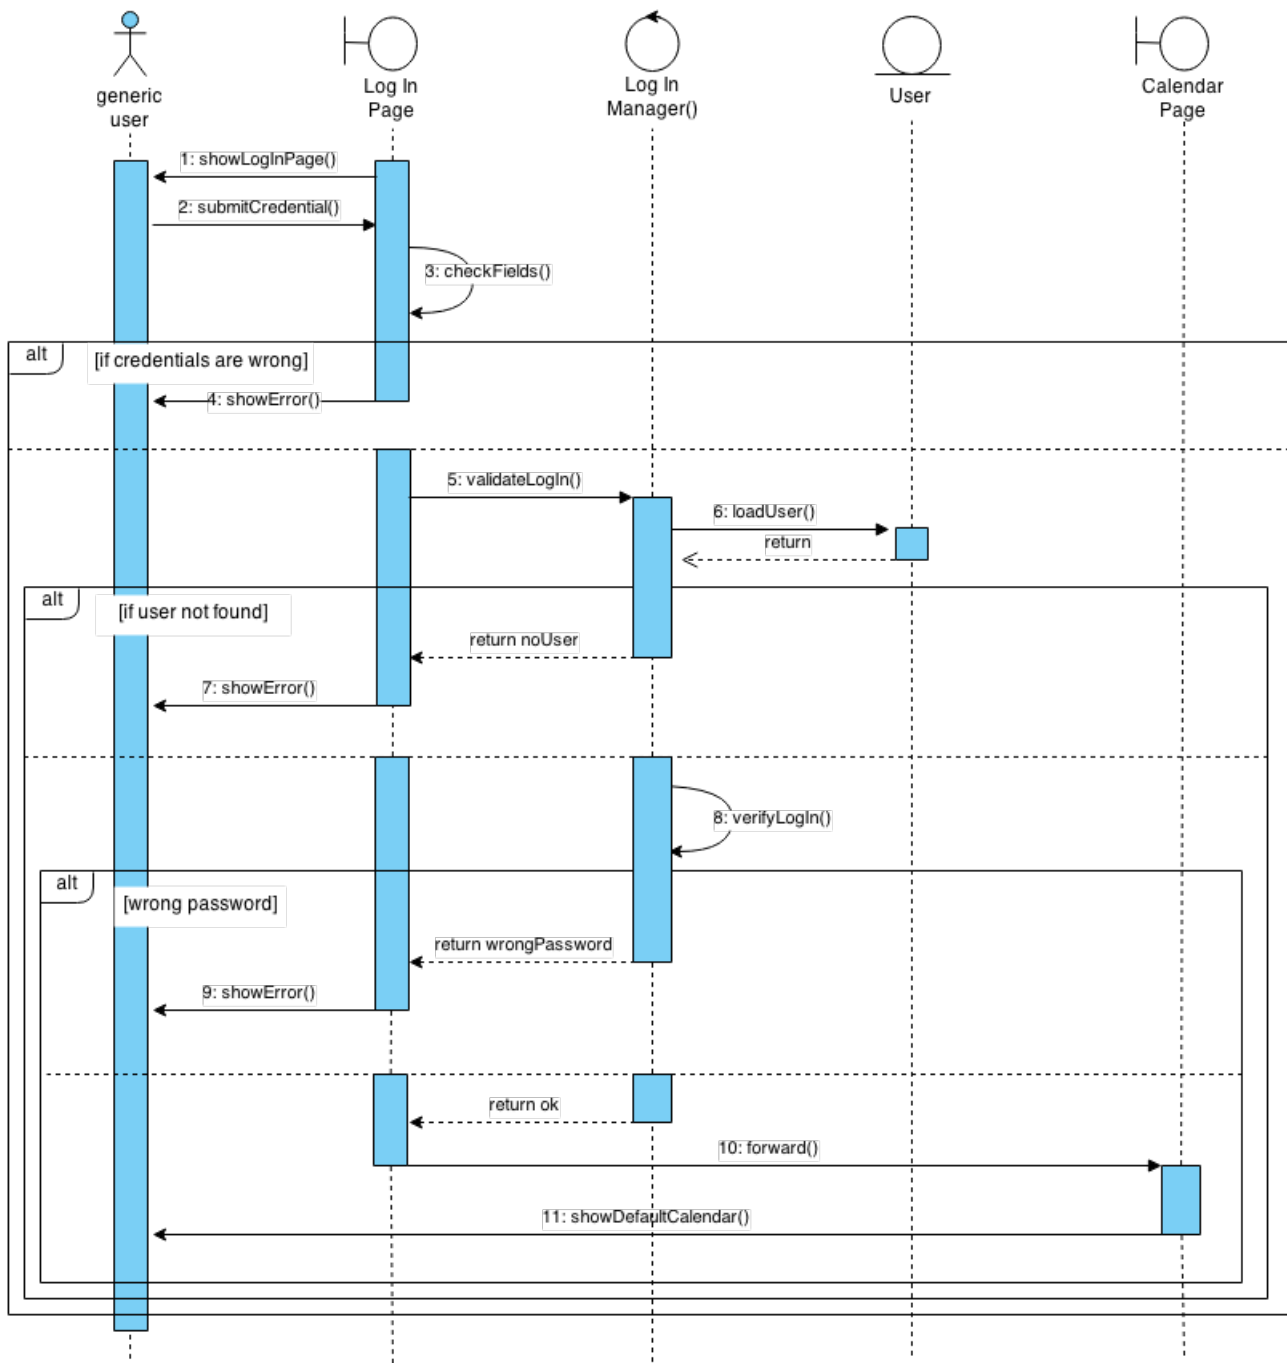 generic
user
Log In
Page
Log In
Manager()
User
Calendar
Page
1: showLogInPage()
2: submitCredential()
3: checkFields()
alt
[if credentials are wrong]
4: showError()
5: validateLogIn()
6: loadUser()
return
alt
[if user not found]
return noUser
7: showError()
8: verifyLogIn()
alt
[wrong password]
return wrongPassword
9: showError()
return ok
10: forward()
11: showDefaultCalendar()